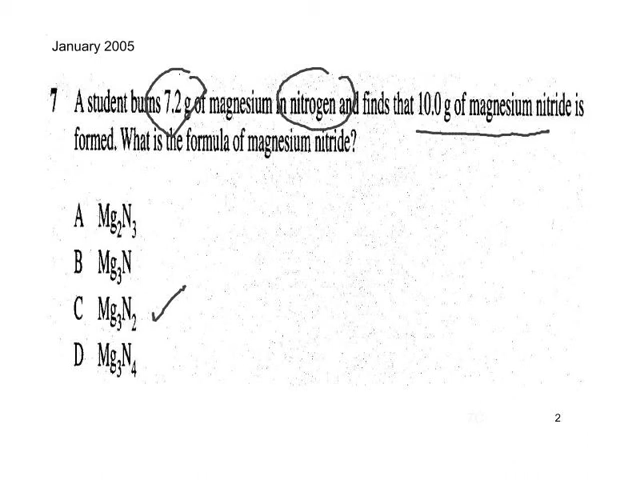 January 2005
7 A student burns 7.2 g of magnesium in nitrogen and finds that 10.0 g of magnesium nitride is
formed. What is the formula of magnesium nitride?
A Mg₂N₃
B Mg₃N
C Mg₃N₂
D Mg₃N₄
2